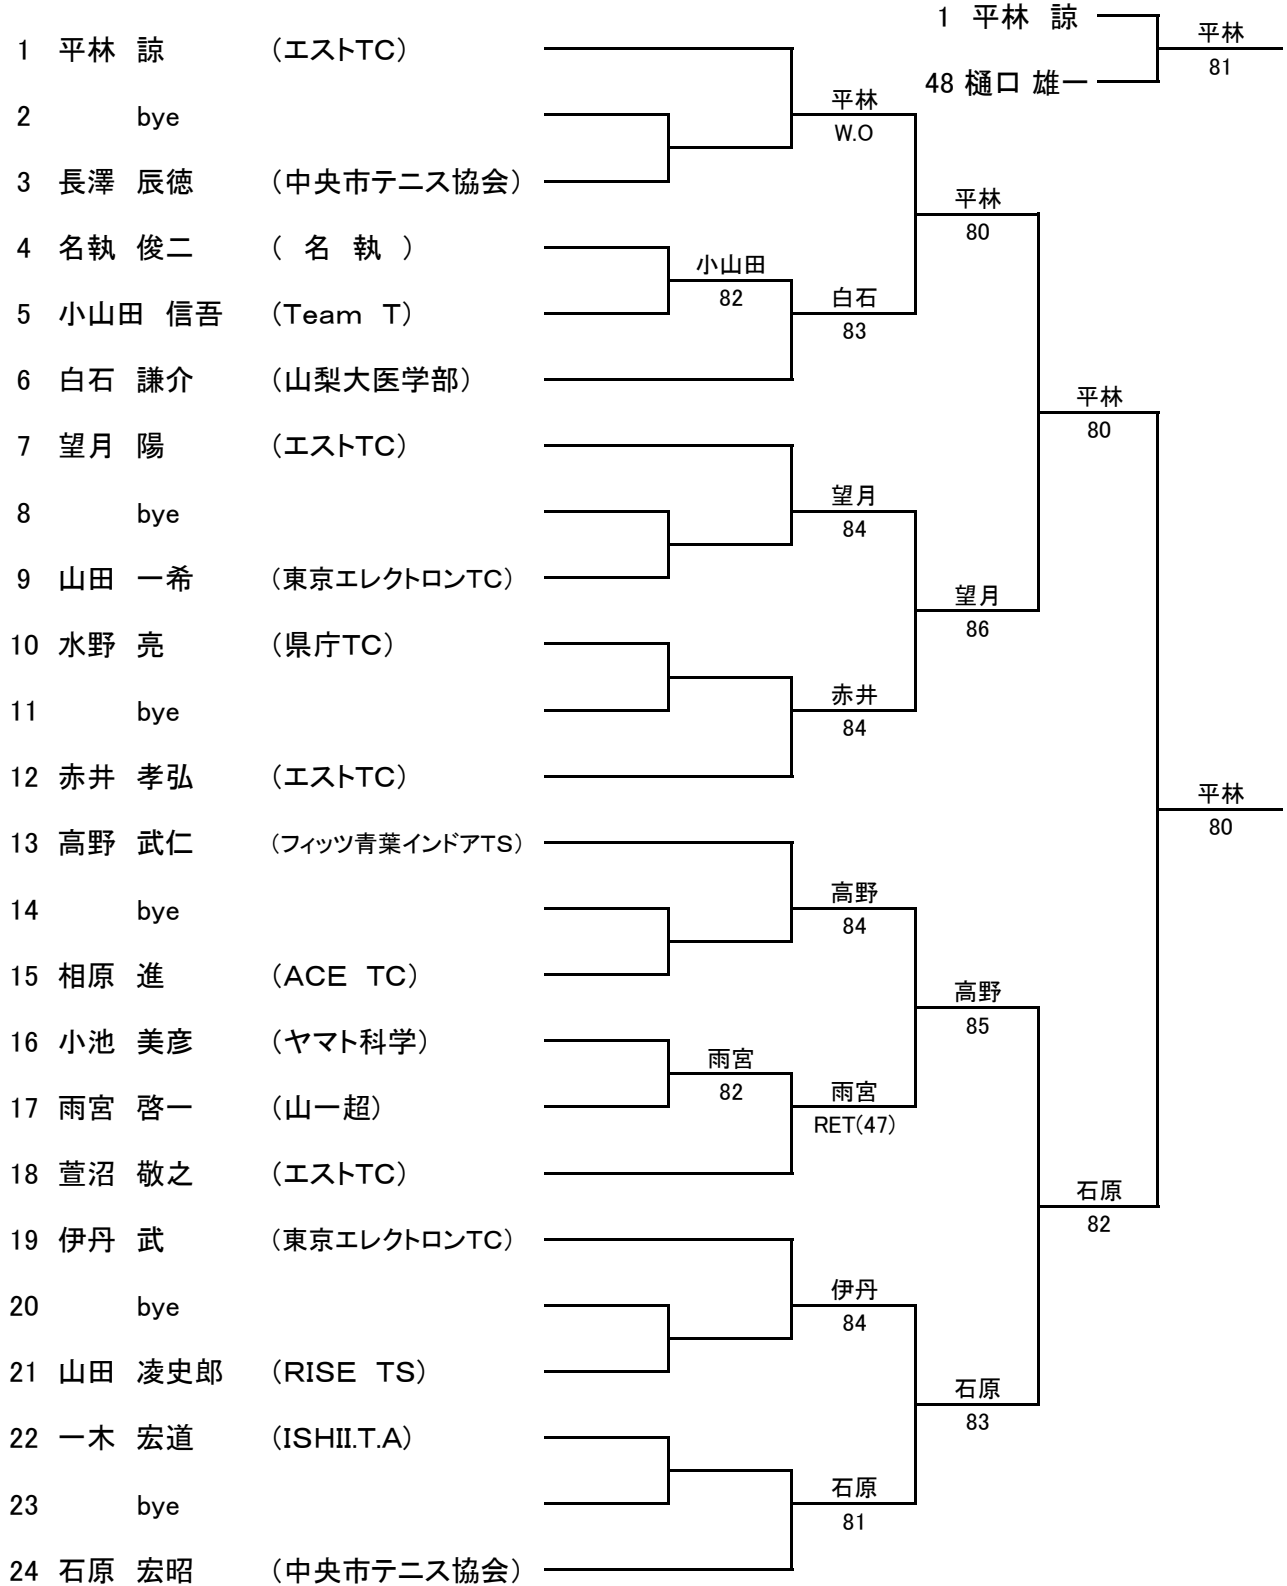 1 平林 諒
平林
81
48 樋口 雄一
1 平林 諒 (エストTC)
2 bye
平林
W.O
3 長澤 辰徳 (中央市テニス協会)
平林
80
4 名執 俊二 ( 名 執 )
小山田
82
5 小山田 信吾 (Team T)
白石
83
6 白石 謙介 (山梨大医学部)
平林
80
7 望月 陽 (エストTC)
8 bye
望月
84
9 山田 一希 (東京エレクトロンTC)
望月
86
10 水野 亮 (県庁TC)
11 bye
赤井
84
12 赤井 孝弘 (エストTC)
平林
80
13 高野 武仁 (フィッツ青葉インドアTS)
14 bye
高野
84
15 相原 進 (ACE TC)
高野
85
16 小池 美彦 (ヤマト科学)
雨宮
82
17 雨宮 啓一 (山一超)
雨宮
RET(47)
18 萱沼 敬之 (エストTC)
石原
82
19 伊丹 武 (東京エレクトロンTC)
20 bye
伊丹
84
21 山田 凌史郎 (RISE TS)
石原
83
22 一木 宏道 (ISHII.T.A)
23 bye
石原
81
24 石原 宏昭 (中央市テニス協会)